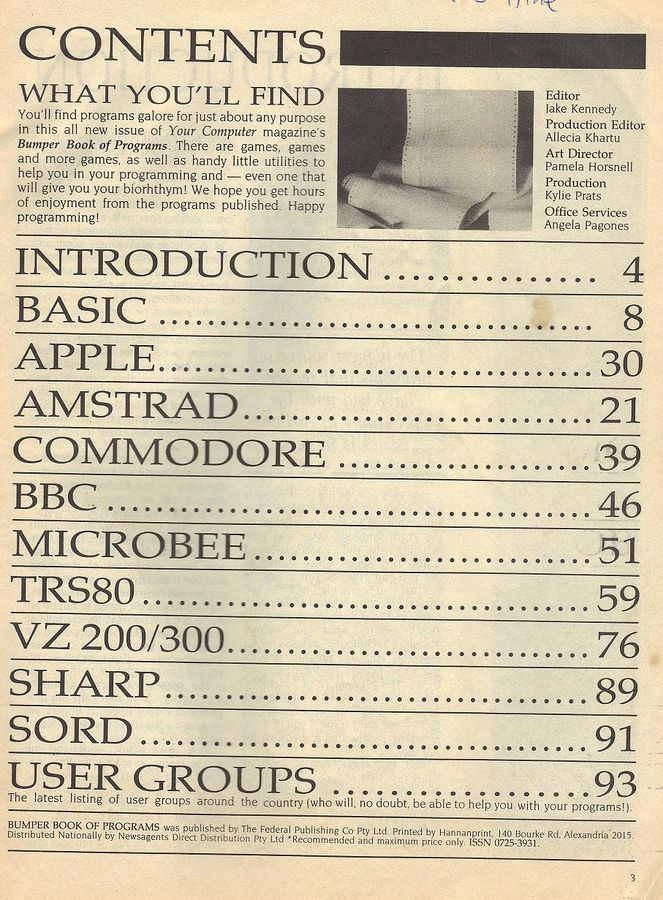 CONTENTS
WHAT YOU'LL FIND
You'll find programs galore for just about any purpose
in this all new issue of Your Computer magazine's
Bumper Book of Programs. There are games, games
and more games, as well as handy little utilities to
help you in your programming and — even one that
will give you your biorhthym! We hope you get hours
of enjoyment from the programs published. Happy
programming!
Editor
Jake Kennedy
Production Editor
Allecia Khartu
Art Director
Pamela Horsnell
Production
Kylie Prats
Office Services
Angela Pagones
INTRODUCTION ............... 4
BASIC .............................. 8
APPLE.............................. 30
AMSTRAD........................ 21
COMMODORE .................. 39
BBC ................................. 46
MICROBEE....................... 51
TRS80 .............................. 59
VZ 200/300........................ 76
SHARP.............................. 89
SORD ............................... 91
USER GROUPS .................. 93
The latest listing of user groups around the country (who will, no doubt, be able to help you with your programs!).
BUMPER BOOK OF PROGRAMS was published by The Federal Publishing Co Pty Ltd. Printed by Hannanprint, 140 Bourke Rd, Alexandria 2015.
Distributed Nationally by Newsagents Direct Distribution Pty Ltd *Recommended and maximum price only. ISSN 0725-3931.
3